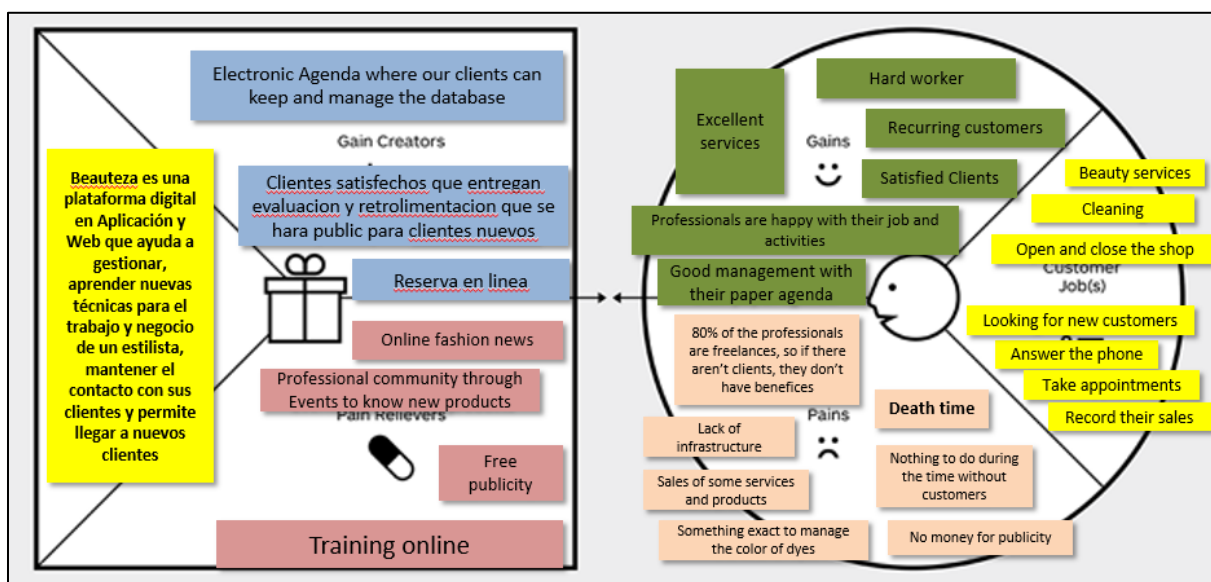 Electronic Agenda where our clients can
keep and manage the database
Gain Creators
Beauteza es una
plataforma digital
en Aplicación y
Web que ayuda a
gestionar,
aprender nuevas
técnicas para el
trabajo y negocio
de un estilista,
mantener el
contacto con sus
clientes y permite
llegar a nuevos
clientes
Clientes satisfechos que entregan
evaluacion y retrolimentacion que se
hara public para clientes nuevos
Reserva en linea
Online fashion news
Professional community through
Events to know new products
Pain Relievers
Free
publicity
Training online
Excellent
services
Hard worker
Gains
Recurring customers
Satisfied Clients
Professionals are happy with their job and
activities
Good management with
their paper agenda
Beauty services
Cleaning
Open and close the shop
Customer
Job(s)
Looking for new customers
Answer the phone
Take appointments
Record their sales
80% of the professionals
are freelances, so if there
aren't clients, they don't
have benefices
Death time
Pains
Lack of
infrastructure
Nothing to do during
the time without
customers
Sales of some services
and products
Something exact to manage
the color of dyes
No money for publicity